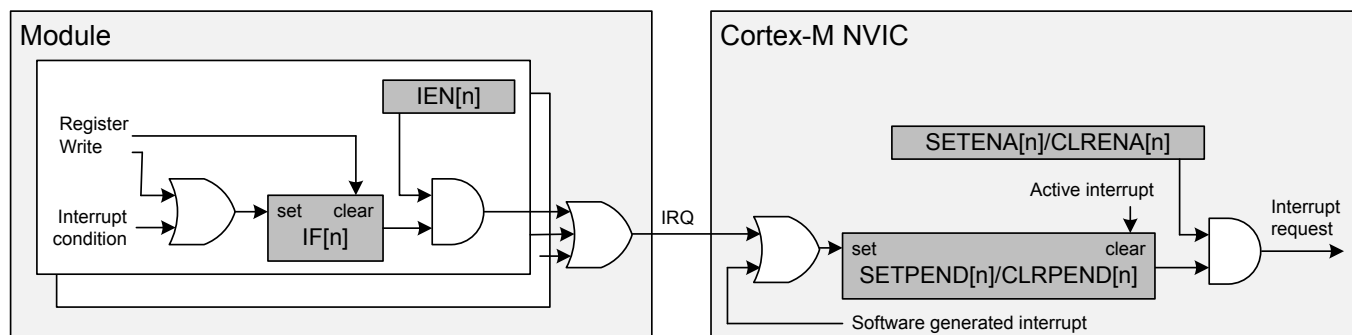 Module
Cortex-M NVIC
IEN[n]
Register
Write
SETENA[n]/CLRENA[n]
Active interrupt
Interrupt
condition
set clear
IF[n]
IRQ
Interrupt
request
set clear
SETPEND[n]/CLRPEND[n]
Software generated interrupt